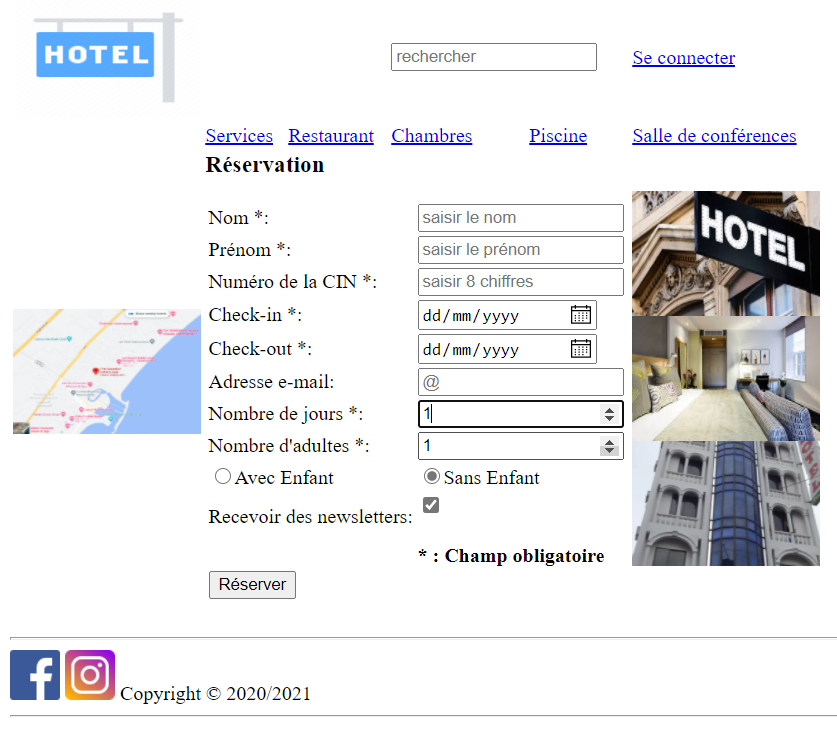 HOTEL
rechercher
Se connecter
Services Restaurant Chambres Piscine Salle de conférences
Réservation
Nom *: saisir le nom
Prénom *: saisir le prénom
Numéro de la CIN *: saisir 8 chiffres
Check-in *: dd/mm/yyyy
Check-out *: dd/mm/yyyy
Adresse e-mail: @
Nombre de jours *: 1
Nombre d'adultes *: 1
Avec Enfant Sans Enfant
Recevoir des newsletters:
* : Champ obligatoire
Réserver
HOTEL
Copyright © 2020/2021